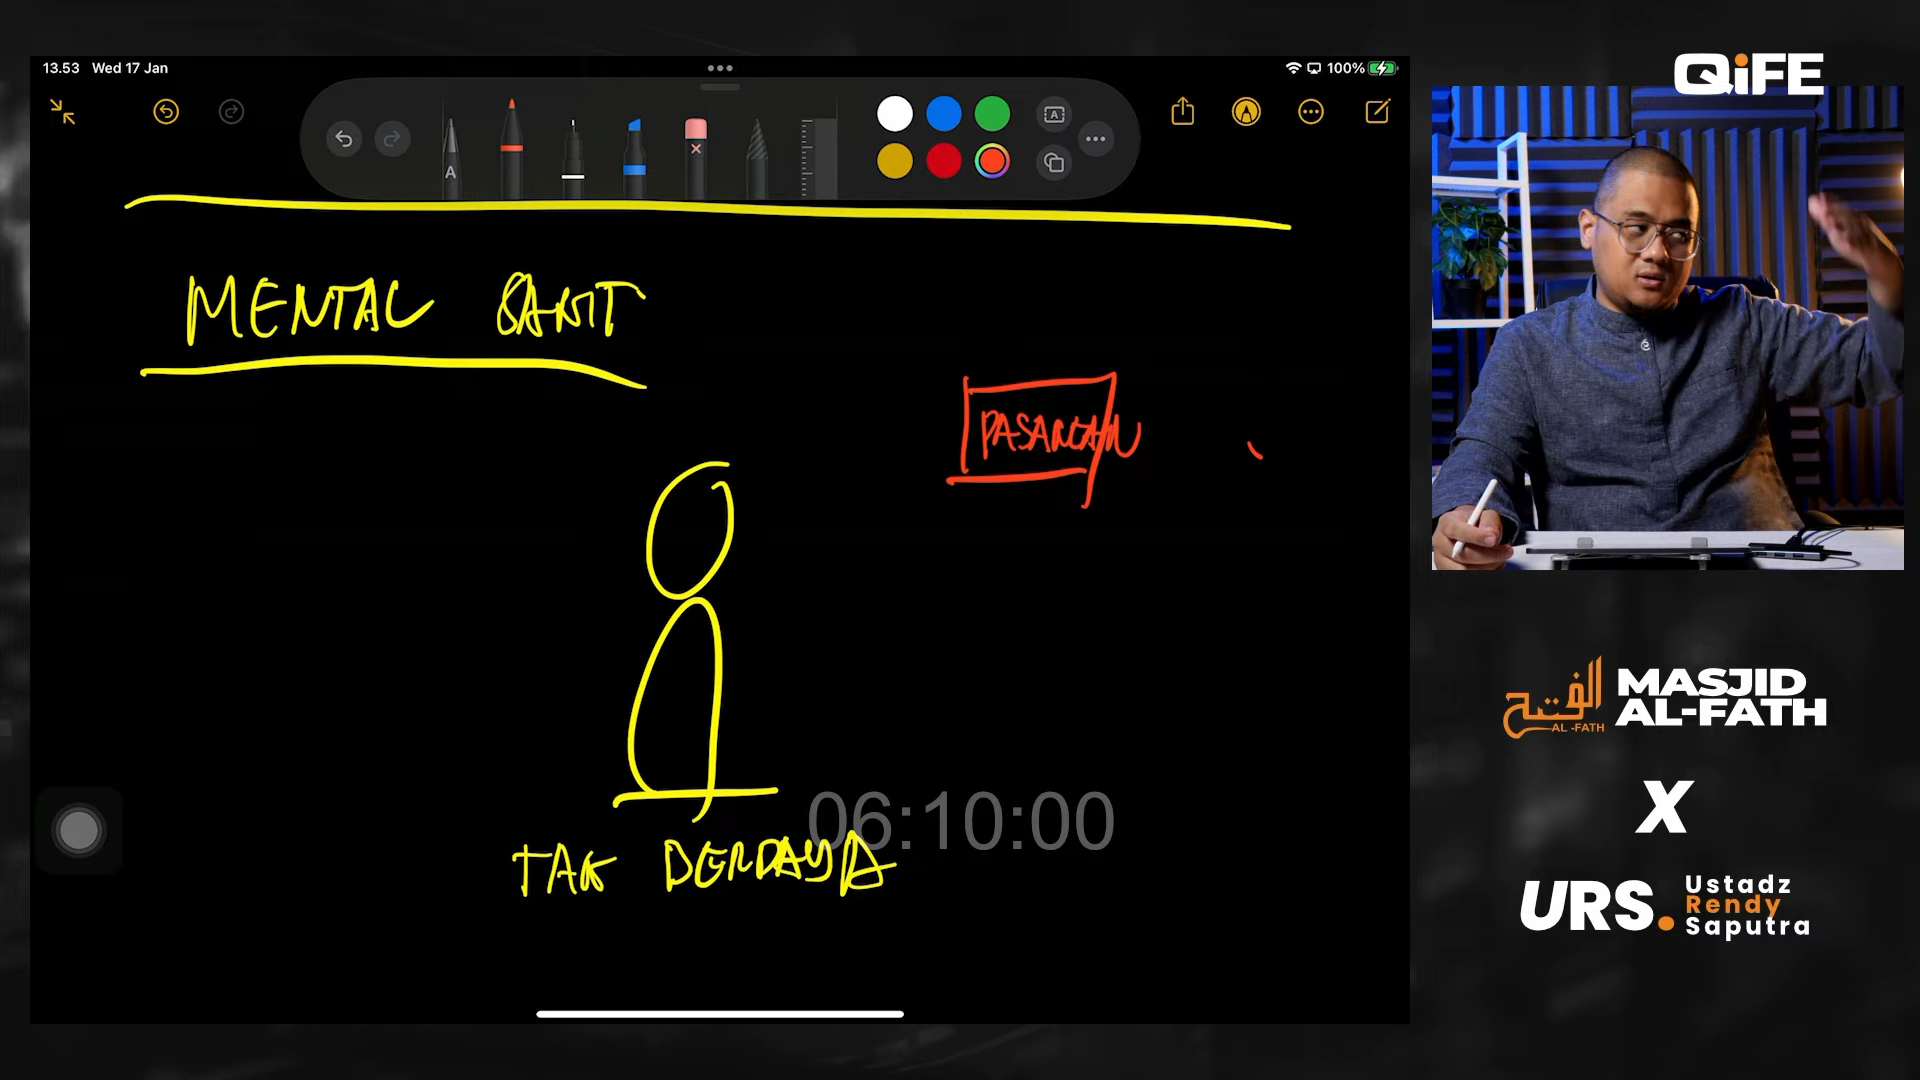 13.53 Wed 17 Jan
100%
A
A
QiFE
MENTAL SAKIT
PASANGAN
06:10:00
TAK BERDAYA
الفتح
AL-FATH
MASJID
AL-FATH
X
URS.
Ustadz
Rendy
Saputra